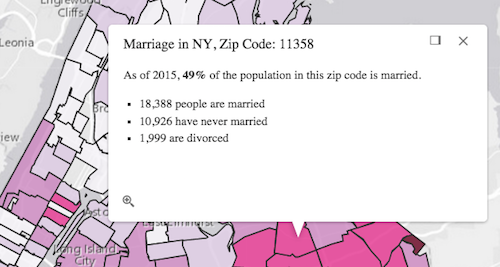 Englewood
Cliffs
Leonia
Marriage in NY, Zip Code: 11358
As of 2015, 49% of the population in this zip code is married.
18,388 people are married
10,926 have never married
1,999 are divorced
East Elmhurst
Long Island
City